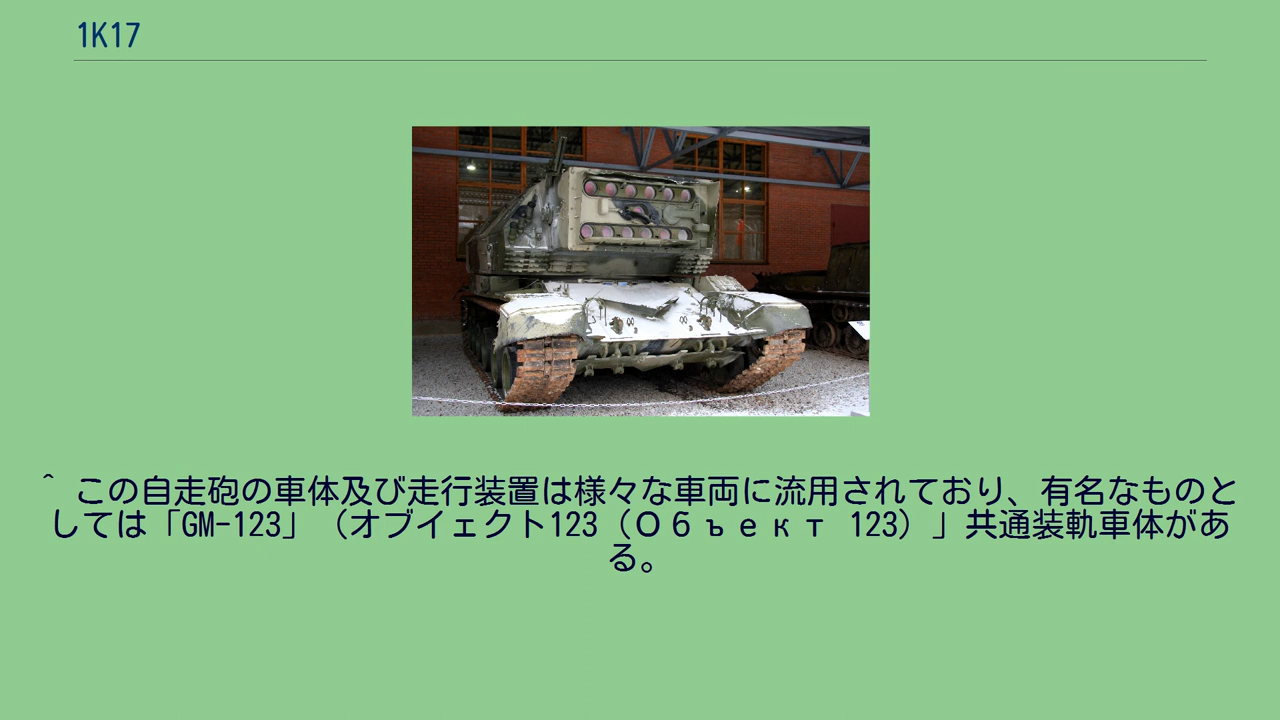 1K17
^ この自走砲の車体及び走行装置は様々な車両に流用されており、有名なものと
しては「GM-123」（オブイェクト123（Ｏбъект 123）」共通装軌車体があ
る。